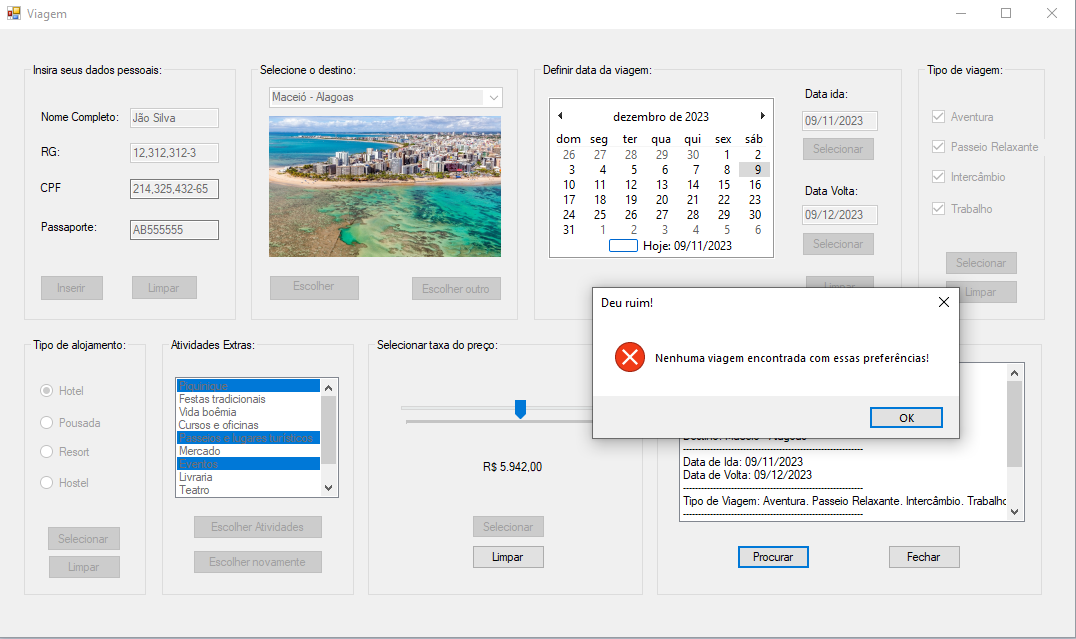 Viagem
Insira seus dados pessoais:
Nome Completo: Jão Silva
RG: 12,312,312-3
CPF 214,325,432-65
Passaporte: AB555555
Inserir Limpar
Selecione o destino:
Maceió - Alagoas
Escolher Escolher outro
Definir data da viagem:
dezembro de 2023
dom seg ter qua qui sex sáb
26 27 28 29 30 1 2
3 4 5 6 7 8 9
10 11 12 13 14 15 16
17 18 19 20 21 22 23
24 25 26 27 28 29 30
31 1 2 3 4 5 6
Hoje: 09/11/2023
Data ida:
09/11/2023
Selecionar
Data Volta:
09/12/2023
Selecionar
Limpar
Tipo de viagem:
Aventura
Passeio Relaxante
Intercâmbio
Trabalho
Selecionar
Limpar
Deu ruim!
Nenhuma viagem encontrada com essas preferências!
OK
Tipo de alojamento:
Hotel
Pousada
Resort
Hostel
Selecionar
Limpar
Atividades Extras:
Piquinique
Festas tradicionais
Vida boêmia
Cursos e oficinas
Passeios e lugares turísticos
Mercado
Eventos
Livraria
Teatro
Escolher Atividades
Escolher novamente
Selecionar taxa do preço:
R$ 5.942,00
Selecionar
Limpar
Destino: Maceió - Alagoas
----------------------------------------------------
Data de Ida: 09/11/2023
Data de Volta: 09/12/2023
----------------------------------------------------
Tipo de Viagem: Aventura. Passeio Relaxante. Intercâmbio. Trabalho
----------------------------------------------------
Procurar Fechar